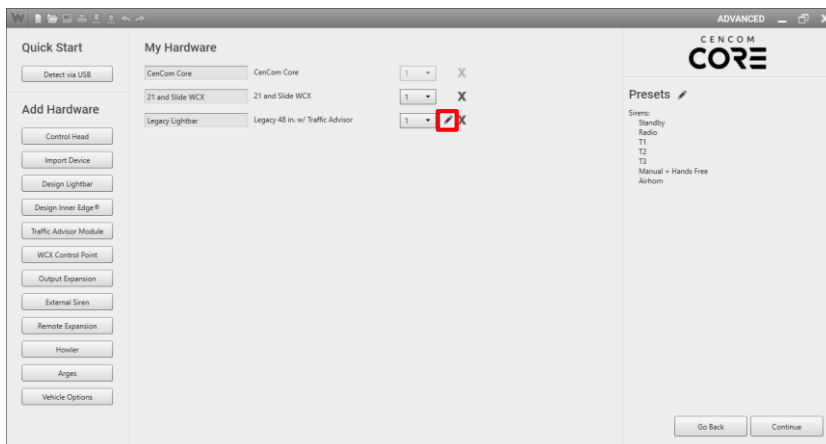 W
ADVANCED
Quick Start
Detect via USB
Add Hardware
Control Head
Import Device
Design Lightbar
Design Inner Edge®
Traffic Advisor Module
WCX Control Point
Output Expansion
External Siren
Remote Expansion
Howler
Arges
Vehicle Options
My Hardware
CenCom Core CenCom Core 1 X
21 and Slide WCX 21 and Slide WCX 1 X
Legacy Lightbar Legacy 48 in. w/ Traffic Advisor 1 X
CENCOM
CORE
Presets
Sirens:
Standby
Radio
T1
T2
T3
Manual + Hands Free
Airhorn
Go Back Continue